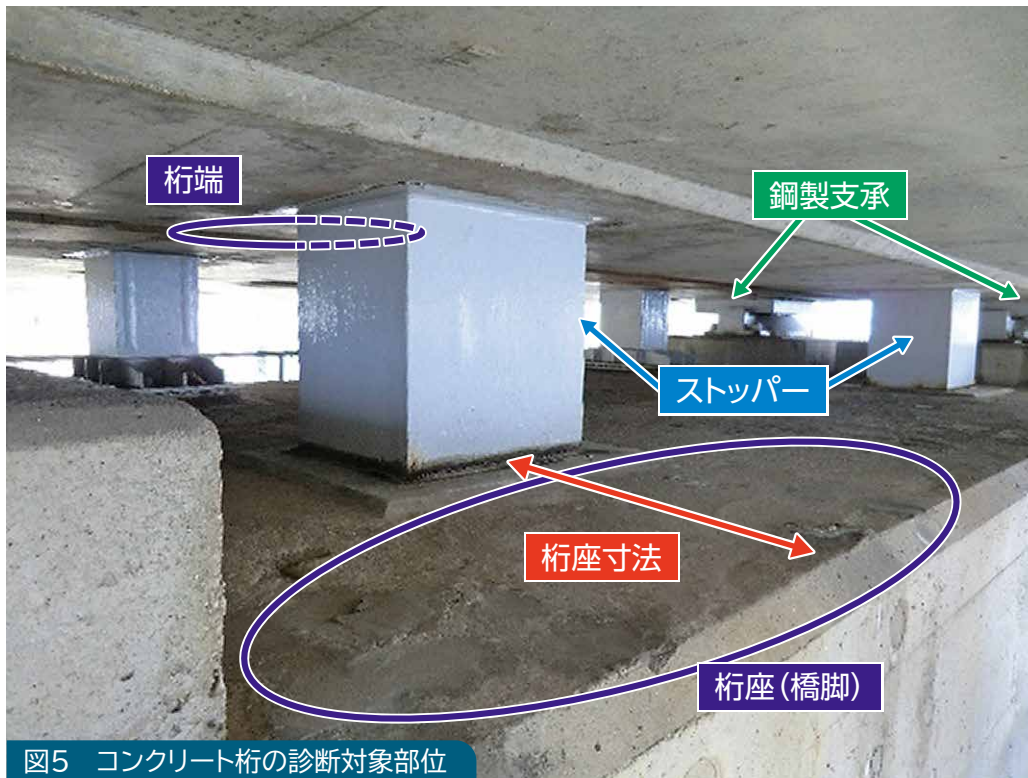 桁端
鋼製支承
ストッパー
桁座寸法
桁座(橋脚)
図5 コンクリート桁の診断対象部位